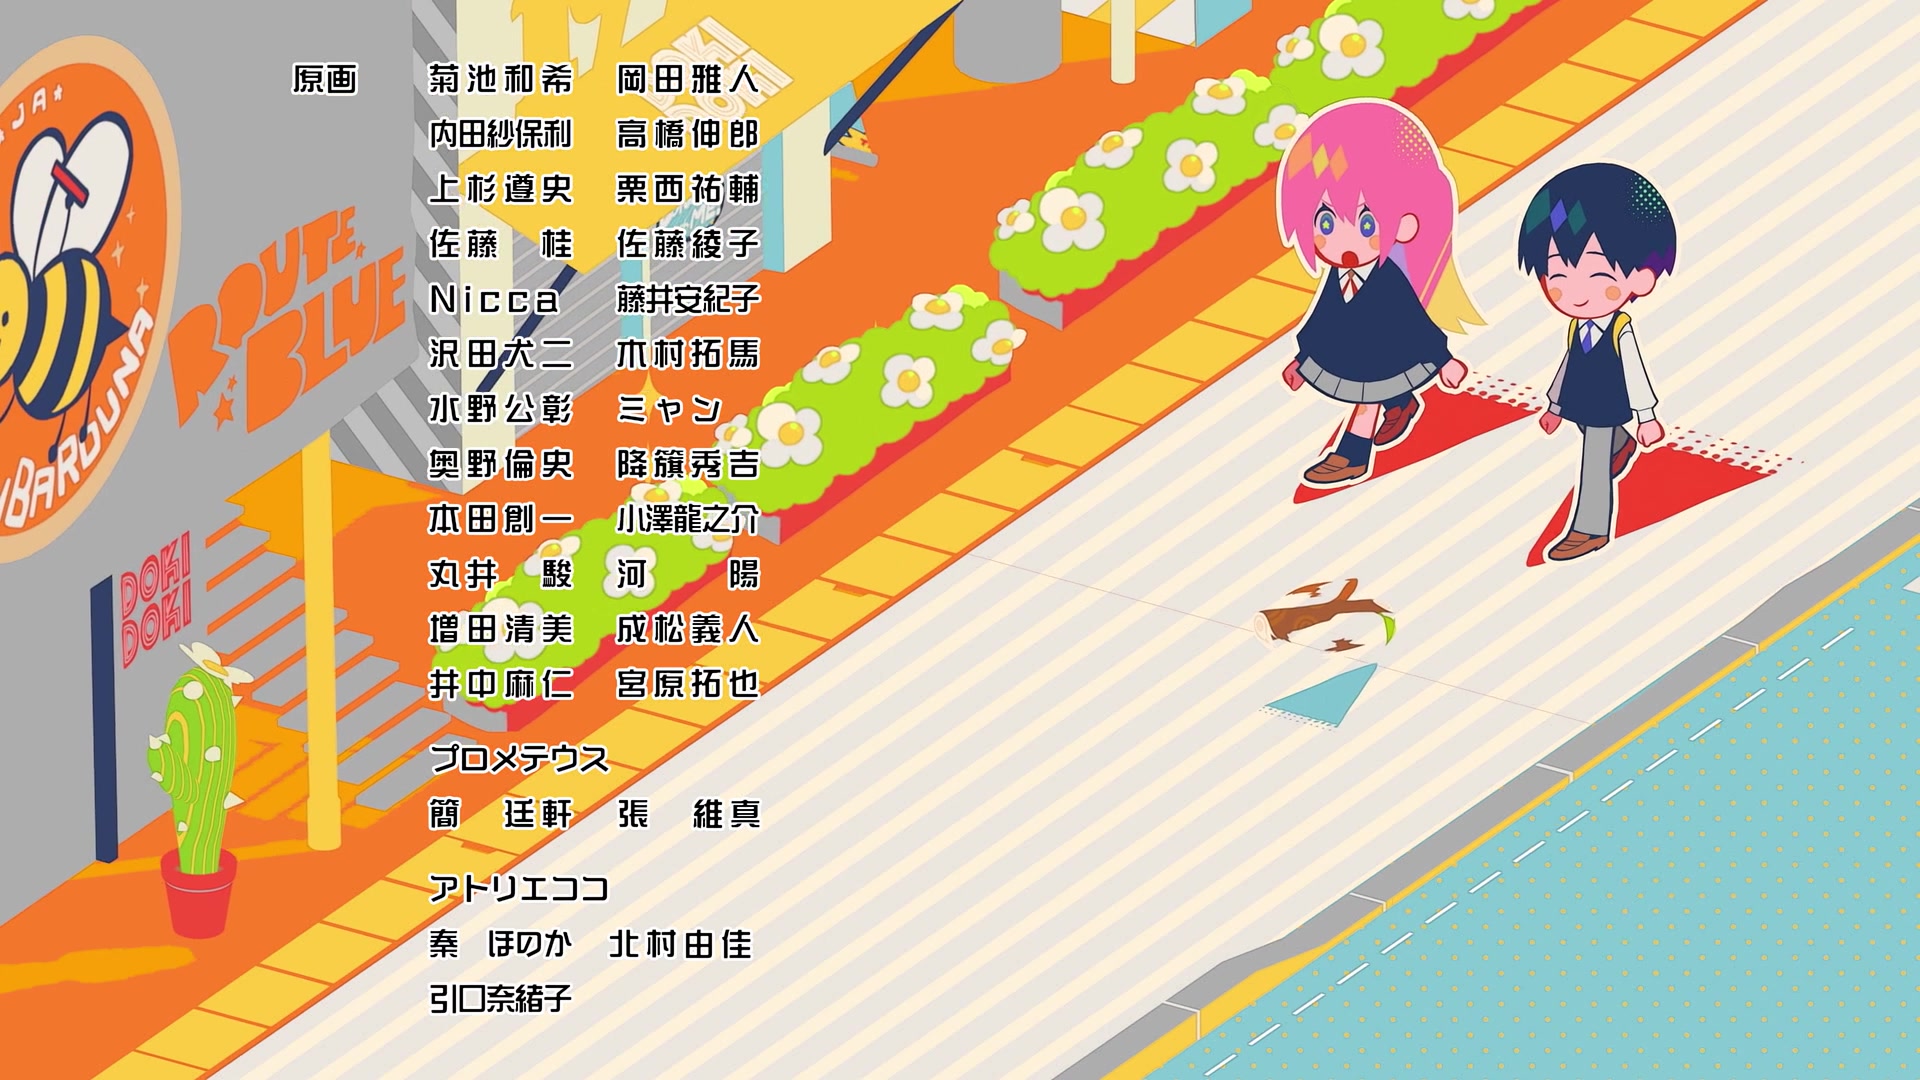 原画 菊池和希 岡田雅人
内田紗保利 高橋伸郎
上杉遵史 栗西祐輔
佐藤 桂 佐藤綾子
Nicca 藤井安紀子
沢田犬二 木村拓馬
水野公彰 ミャン
奥野倫史 降籏秀吉
本田創一 小澤龍之介
丸井 駿 河 陽
増田清美 成松義人
井中麻仁 宮原拓也
プロメテウス
簡 廷軒 張 維真
アトリエココ
秦 ほのか 北村由佳
引口奈緒子
ROUTE
BLUE
DOKI
DOKI
DOKI
DOKI